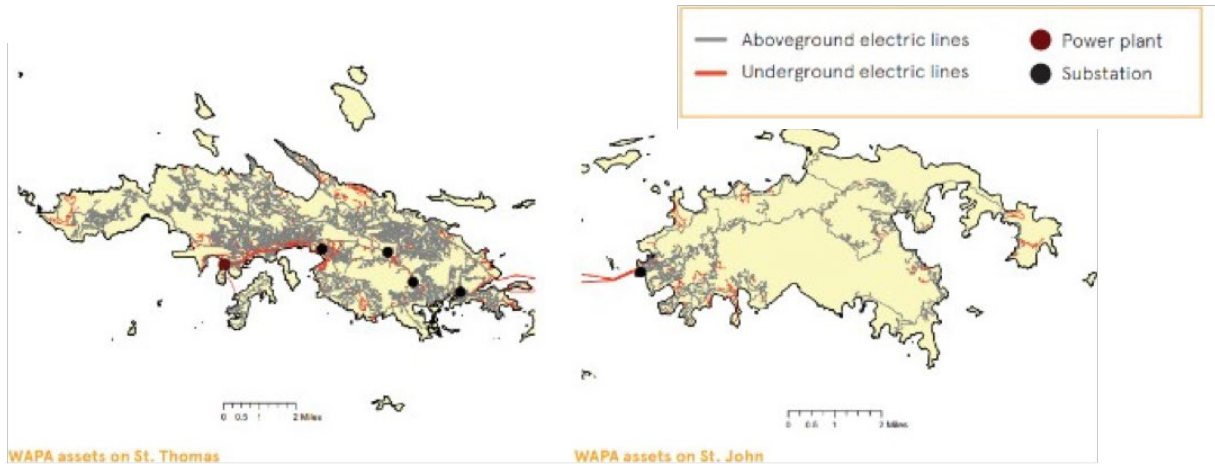 Aboveground electric lines
Power plant
Underground electric lines
Substation
0 0.5 1 2 Miles
0 0.5 1 2 Miles
WAPA assets on St. Thomas
WAPA assets on St. John